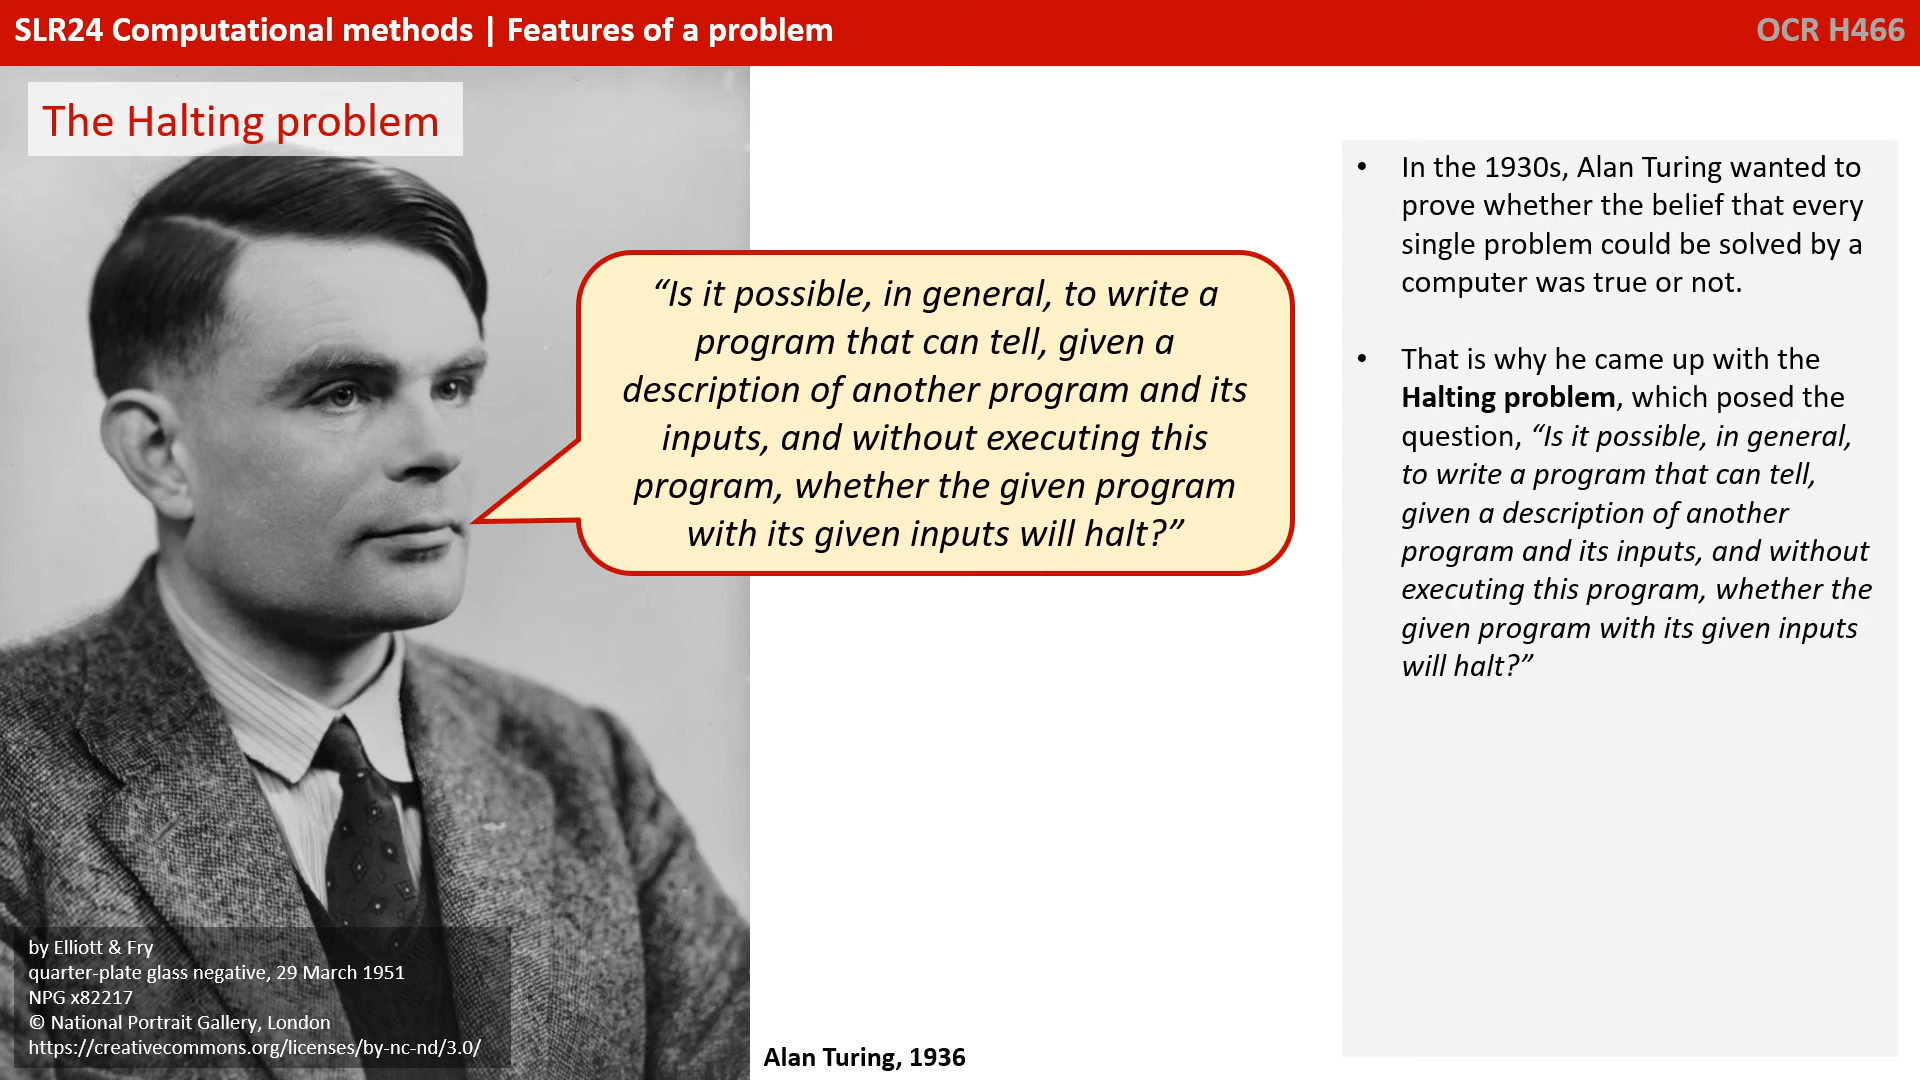 SLR24 Computational methods | Features of a problem
OCR H466
The Halting problem
“Is it possible, in general, to write a
program that can tell, given a
description of another program and its
inputs, and without executing this
program, whether the given program
with its given inputs will halt?”
• In the 1930s, Alan Turing wanted to
prove whether the belief that every
single problem could be solved by a
computer was true or not.
• That is why he came up with the
Halting problem, which posed the
question, “Is it possible, in general,
to write a program that can tell,
given a description of another
program and its inputs, and without
executing this program, whether the
given program with its given inputs
will halt?”
by Elliott & Fry
quarter-plate glass negative, 29 March 1951
NPG x82217
© National Portrait Gallery, London
https://creativecommons.org/licenses/by-nc-nd/3.0/
Alan Turing, 1936